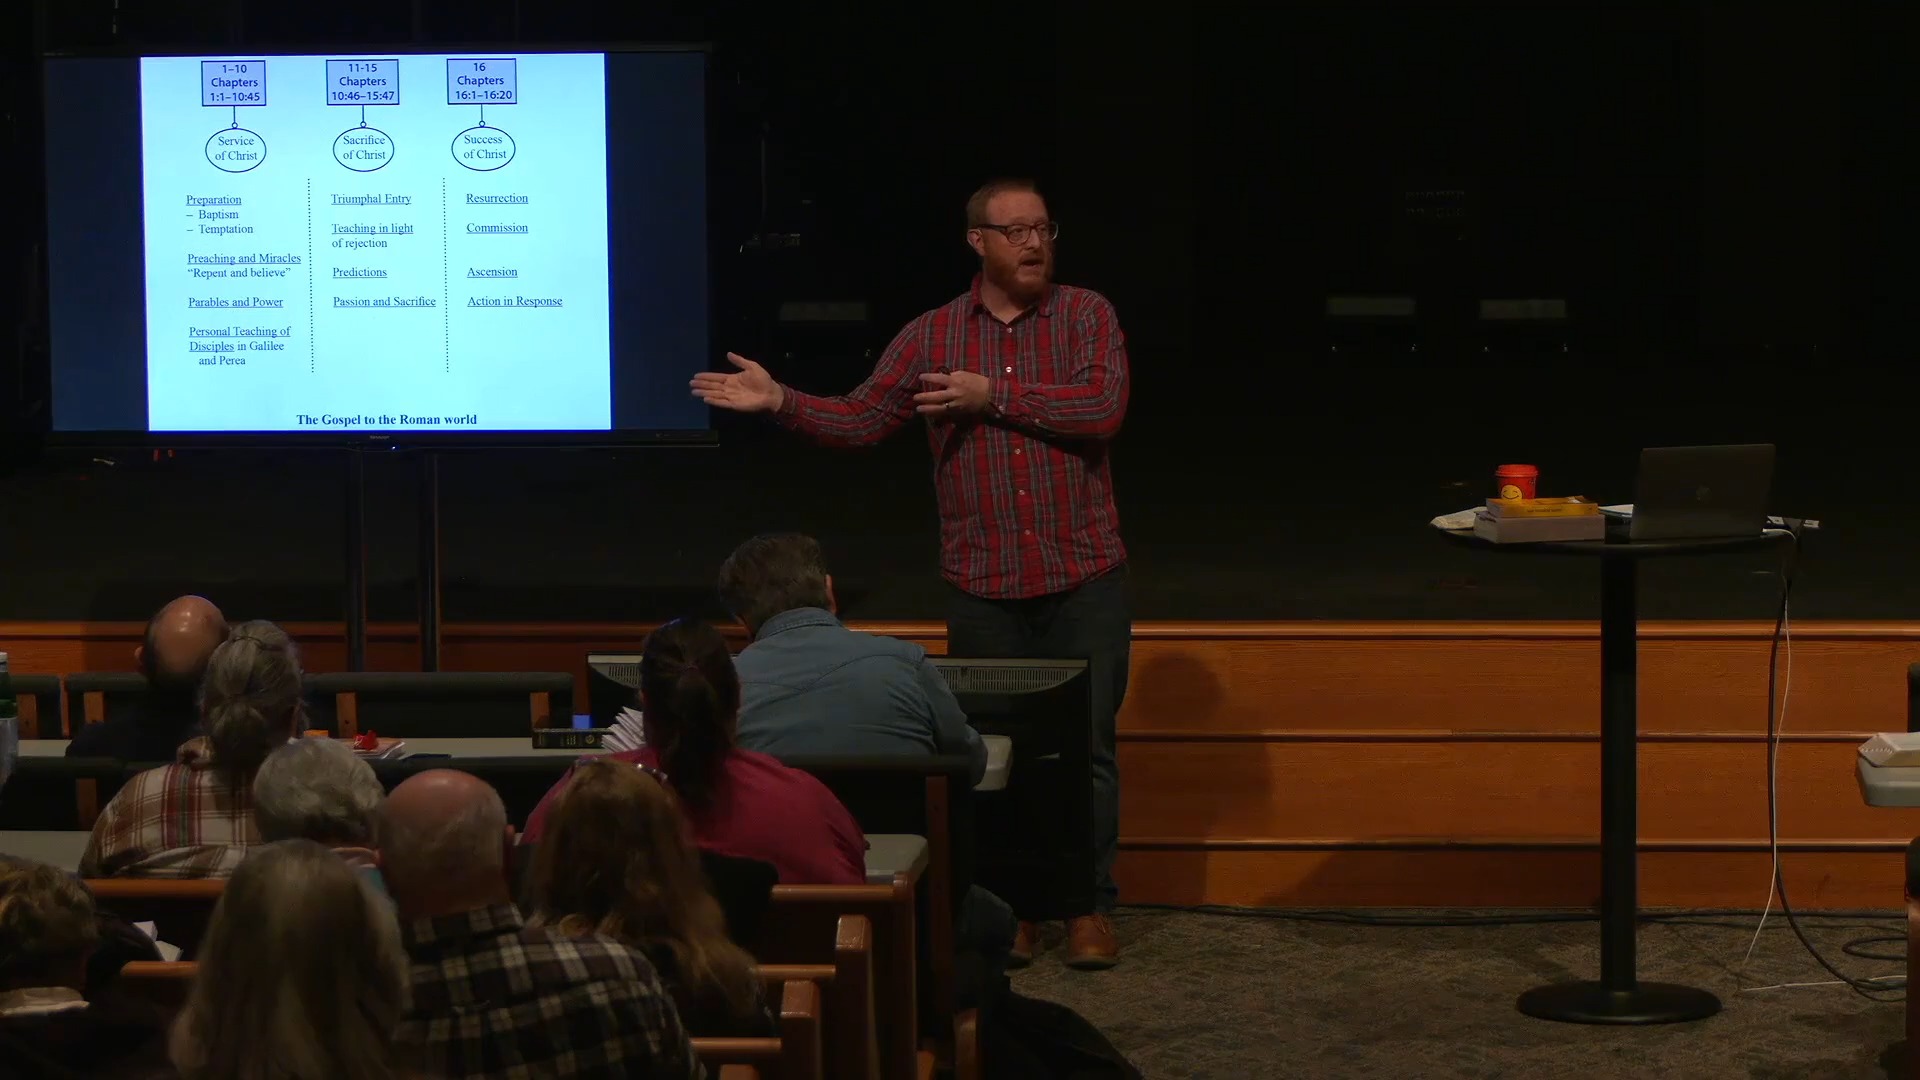 1–10
Chapters
1:1–10:45
Service
of Christ
Preparation
– Baptism
– Temptation
Preaching and Miracles
“Repent and believe”
Parables and Power
Personal Teaching of
Disciples in Galilee
and Perea
11-15
Chapters
10:46–15:47
Sacrifice
of Christ
Triumphal Entry
Teaching in light
of rejection
Predictions
Passion and Sacrifice
16
Chapters
16:1–16:20
Success
of Christ
Resurrection
Commission
Ascension
Action in Response
The Gospel to the Roman world